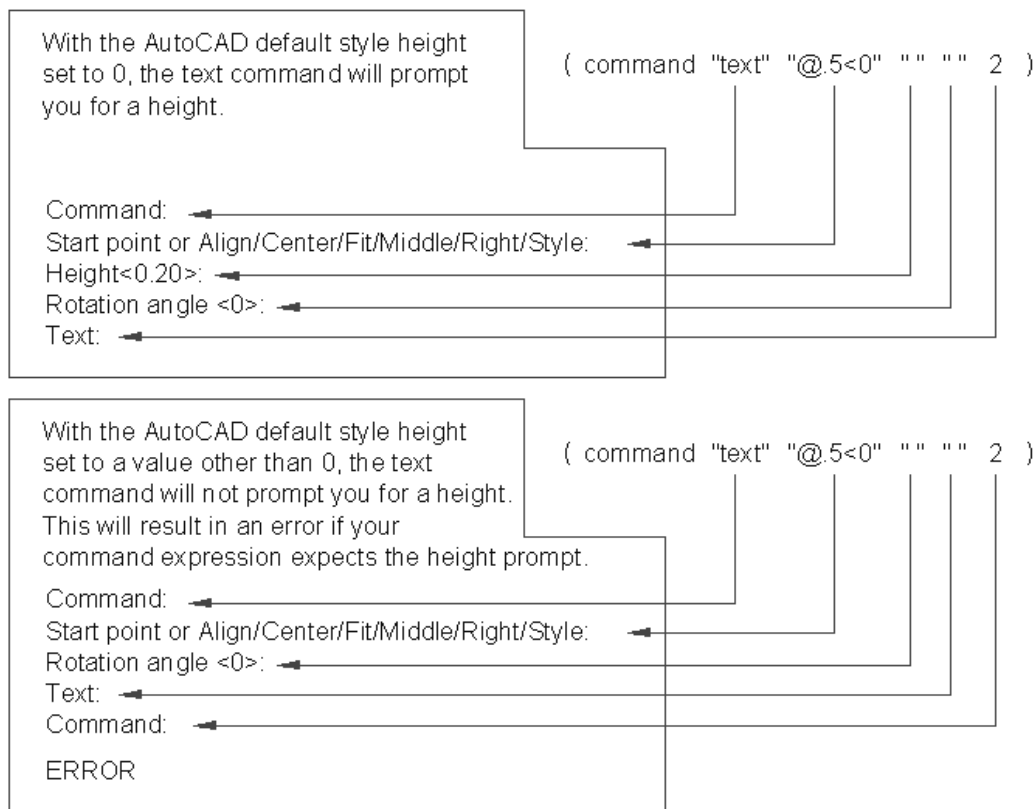 With the AutoCAD default style height
set to 0, the text command will prompt
you for a height.
( command "text" "@.5<0" " " " " 2 )
Command:
Start point or Align/Center/Fit/Middle/Right/Style:
Height<0.20>:
Rotation angle <0>:
Text:
With the AutoCAD default style height
set to a value other than 0, the text
command will not prompt you for a height.
This will result in an error if your
command expression expects the height prompt.
( command "text" "@.5<0" " " " " 2 )
Command:
Start point or Align/Center/Fit/Middle/Right/Style:
Rotation angle <0>:
Text:
Command:
ERROR